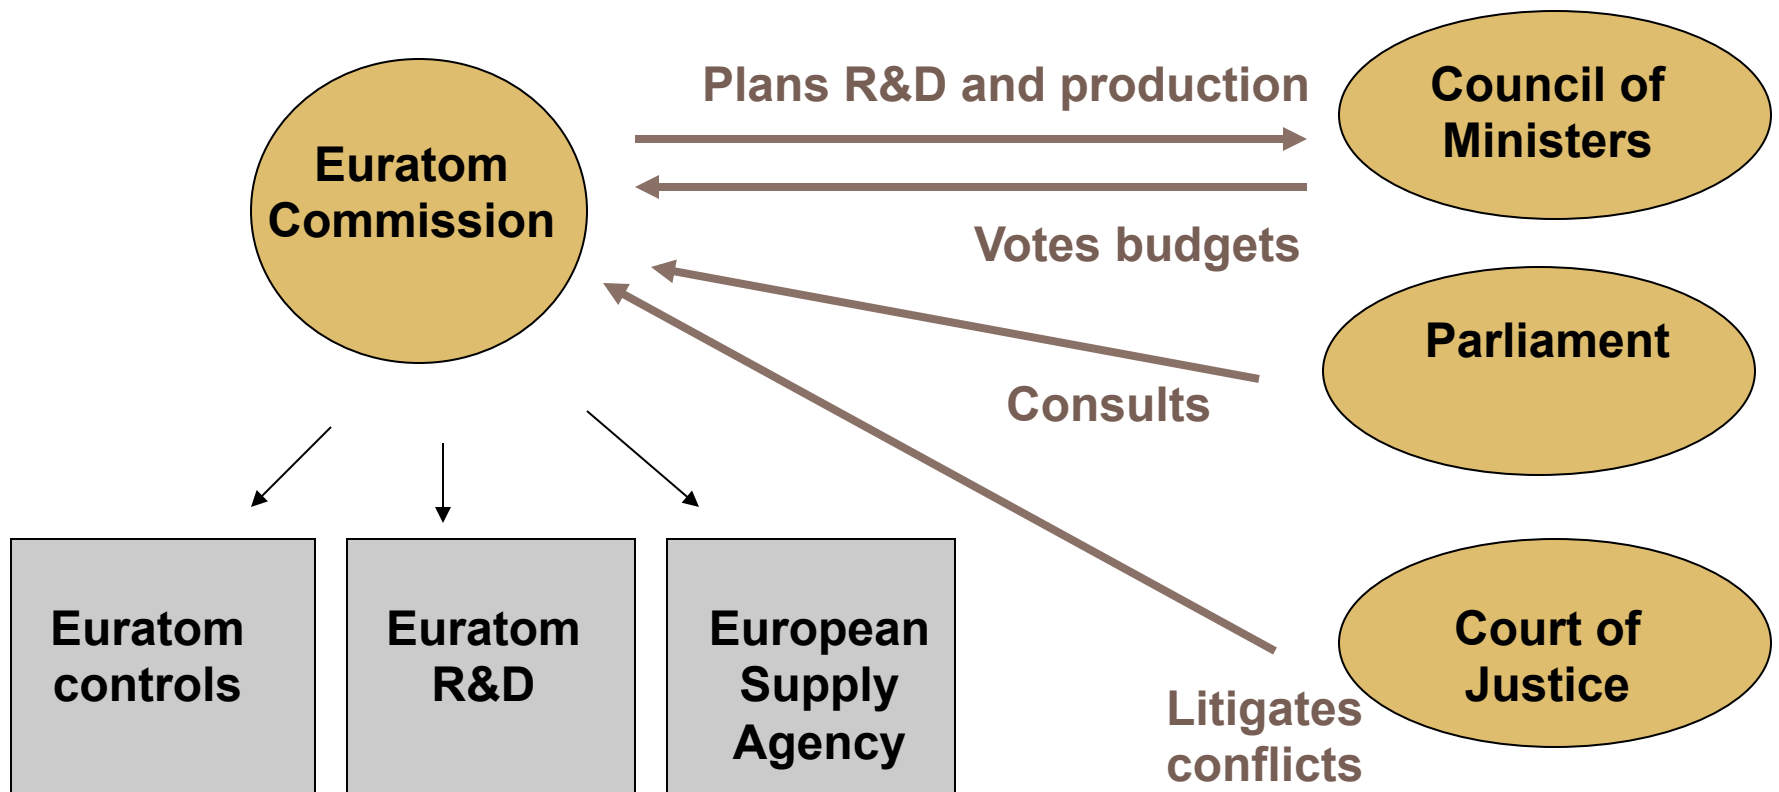 Plans R&D and production
Council of
Ministers
Euratom
Commission
Votes budgets
Parliament
Consults
Euratom
controls
Euratom
R&D
European
Supply
Agency
Court of
Justice
Litigates
conflicts